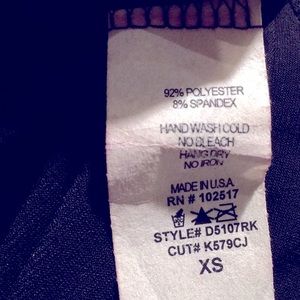 92% POLYESTER
8% SPANDEX
HAND WASH COLD
NO BLEACH
HANG DRY
NO IRON
MADE IN U.S.A.
RN # 102517
STYLE# D5107RK
CUT# K579CJ
XS